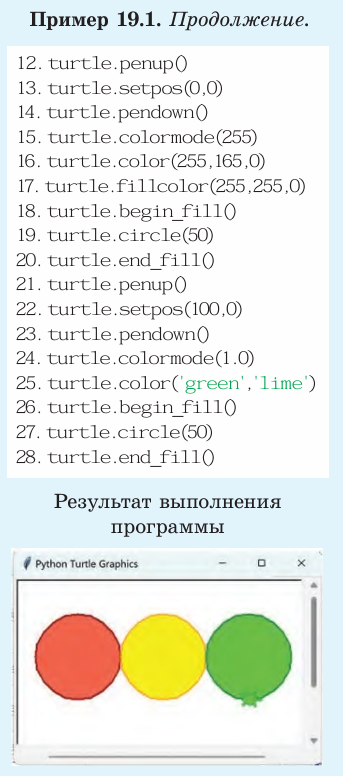 Пример 19.1. Продолжение.
12. turtle.penup()
13. turtle.setpos(0,0)
14. turtle.pendown()
15. turtle.colormode(255)
16. turtle.color(255,165,0)
17. turtle.fillcolor(255,255,0)
18. turtle.begin_fill()
19. turtle.circle(50)
20. turtle.end_fill()
21. turtle.penup()
22. turtle.setpos(100,0)
23. turtle.pendown()
24. turtle.colormode(1.0)
25. turtle.color('green','lime')
26. turtle.begin_fill()
27. turtle.circle(50)
28. turtle.end_fill()
Результат выполнения
программы
Python Turtle Graphics